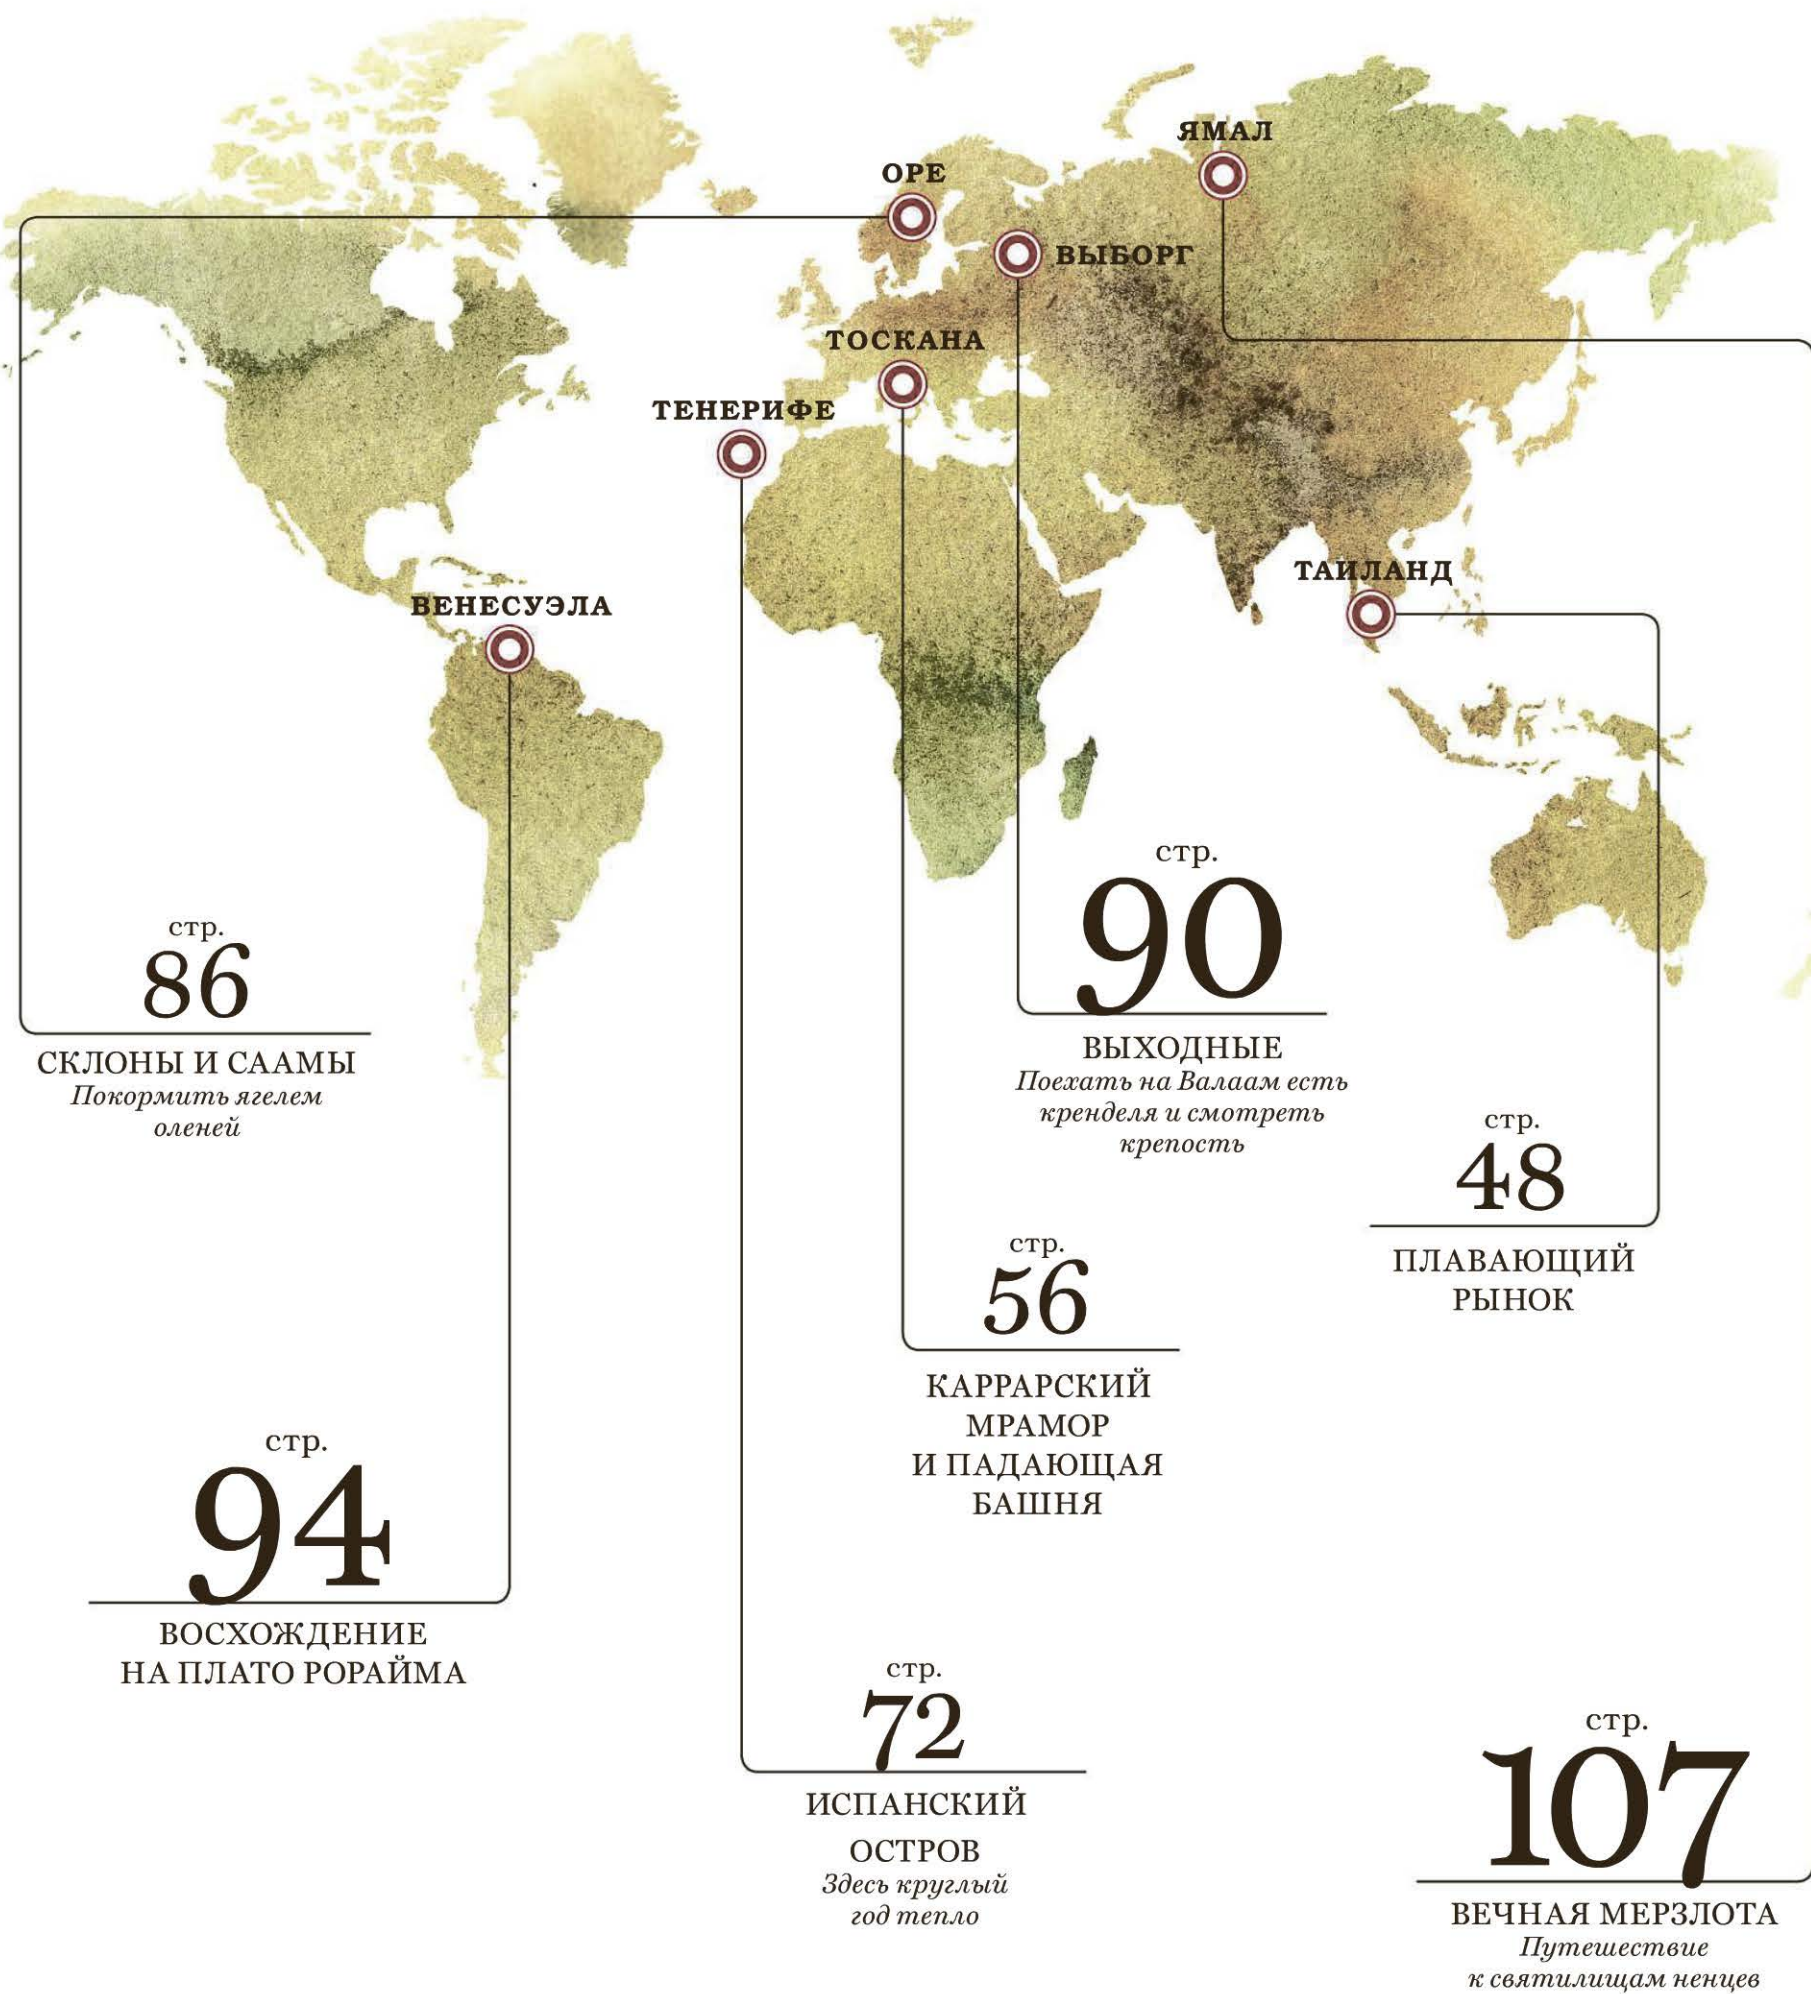 ЯМАЛ
ОРЕ
ВЫБОРГ
ТОСКАНА
ТЕНЕРИФЕ
ТАИЛАНД
ВЕНЕСУЭЛА
стр.
90
ВЫХОДНЫЕ
Поехать на Валаам есть
кренделя и смотреть
крепость
стр.
86
СКЛОНЫ И СААМЫ
Покормить ягелем
оленей
стр.
48
ПЛАВАЮЩИЙ
РЫНОК
стр.
56
КАРРАРСКИЙ
МРАМОР
И ПАДАЮЩАЯ
БАШНЯ
стр.
94
ВОСХОЖДЕНИЕ
НА ПЛАТО РОРАЙМА
стр.
72
ИСПАНСКИЙ
ОСТРОВ
Здесь круглый
год тепло
стр.
107
ВЕЧНАЯ МЕРЗЛОТА
Путешествие
к святилищам ненцев